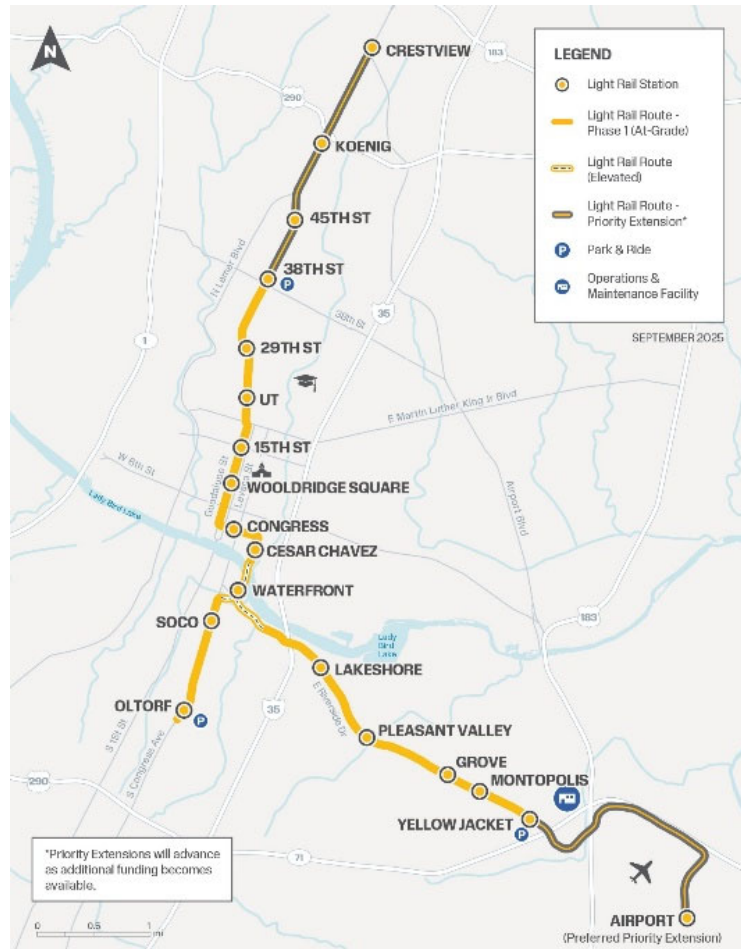 N
CRESTVIEW
183
290
KOENIG
45TH ST
N Lamar Blvd
38TH ST
P
38th St
35
29TH ST
1
UT
E Martin Luther King Jr Blvd
15TH ST
W 6th St
Guadalupe St
Lavaca St
WOOLDRIDGE SQUARE
Airport Blvd
Lady Bird Lake
CONGRESS
CESAR CHAVEZ
WATERFRONT
183
SOCO
Lady
Bird
Lake
LAKESHORE
E Riverside Dr
OLTORF
P
35
S 1st St
S Congress Ave
PLEASANT VALLEY
GROVE
MONTOPOLIS
290
YELLOW JACKET
P
71
AIRPORT
(Preferred Priority Extension)
LEGEND
Light Rail Station
Light Rail Route -
Phase 1 (At-Grade)
Light Rail Route
(Elevated)
Light Rail Route -
Priority Extension*
P
Park & Ride
Operations &
Maintenance Facility
SEPTEMBER 2025
*Priority Extensions will advance
as additional funding becomes
available.
0 0.5 1
mi